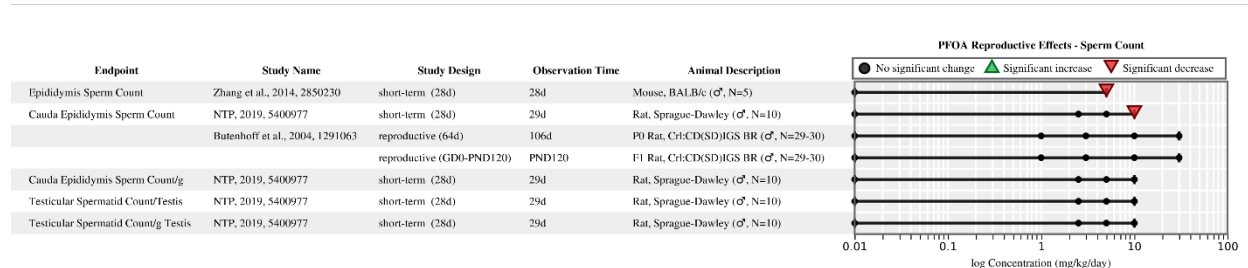 PFOA Reproductive Effects - Sperm Count
Endpoint Study Name Study Design Observation Time Animal Description
No significant change Significant increase Significant decrease
Epididymis Sperm Count Zhang et al., 2014, 2850230 short-term (28d) 28d Mouse, BALB/c (♂, N=5)
Cauda Epididymis Sperm Count NTP, 2019, 5400977 short-term (28d) 29d Rat, Sprague-Dawley (♂, N=10)
Butenhoff et al., 2004, 1291063 reproductive (64d) 106d P0 Rat, Crl:CD(SD)IGS BR (♂, N=29-30)
reproductive (GD0-PND120) PND120 F1 Rat, Crl:CD(SD)IGS BR (♂, N=29-30)
Cauda Epididymis Sperm Count/g NTP, 2019, 5400977 short-term (28d) 29d Rat, Sprague-Dawley (♂, N=10)
Testicular Spermatid Count/Testis NTP, 2019, 5400977 short-term (28d) 29d Rat, Sprague-Dawley (♂, N=10)
Testicular Spermatid Count/g Testis NTP, 2019, 5400977 short-term (28d) 29d Rat, Sprague-Dawley (♂, N=10)
0.01 0.1 1 10 100
log Concentration (mg/kg/day)